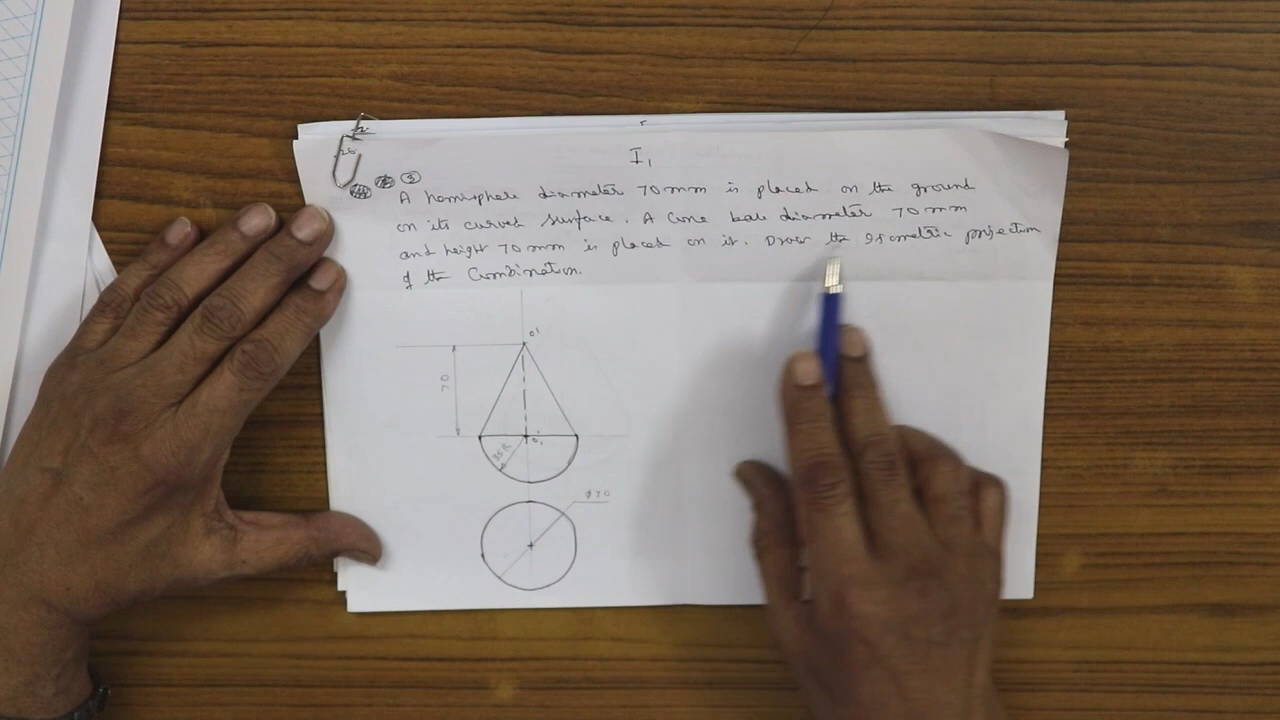 I₁
③
A hemisphere diameter 70 mm is placed on the ground
on its curved surface. A Cone base diameter 70 mm
and height 70 mm is placed on it. Draw the isometric projection
of the Combination.
o'
70
o₁'
35R
φ70